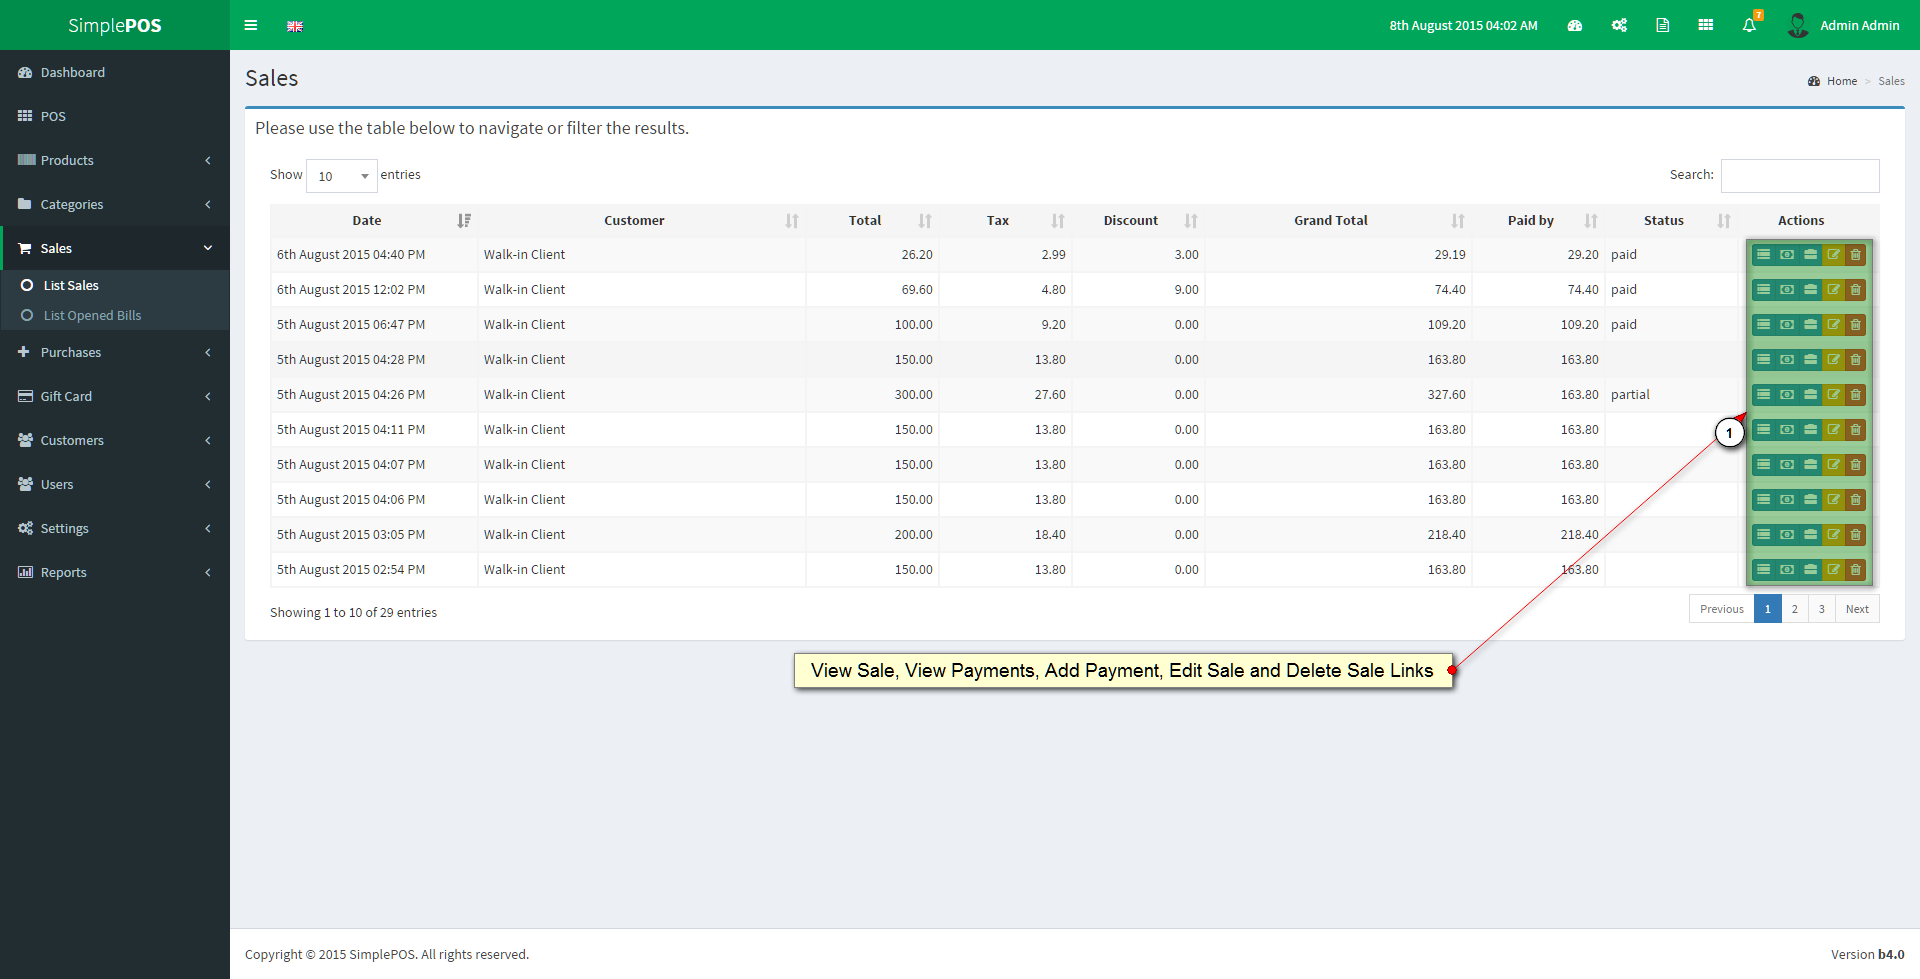 SimplePOS
8th August 2015 04:02 AM
7
Admin Admin
Dashboard
POS
Products
Categories
Sales
List Sales
List Opened Bills
Purchases
Gift Card
Customers
Users
Settings
Reports
Sales
Home > Sales
Please use the table below to navigate or filter the results.
Show 10 entries
Search:
Date Customer Total Tax Discount Grand Total Paid by Status Actions
6th August 2015 04:40 PM Walk-in Client 26.20 2.99 3.00 29.19 29.20 paid
6th August 2015 12:02 PM Walk-in Client 69.60 4.80 9.00 74.40 74.40 paid
5th August 2015 06:47 PM Walk-in Client 100.00 9.20 0.00 109.20 109.20 paid
5th August 2015 04:28 PM Walk-in Client 150.00 13.80 0.00 163.80 163.80
5th August 2015 04:26 PM Walk-in Client 300.00 27.60 0.00 327.60 163.80 partial
5th August 2015 04:11 PM Walk-in Client 150.00 13.80 0.00 163.80 163.80
1
5th August 2015 04:07 PM Walk-in Client 150.00 13.80 0.00 163.80 163.80
5th August 2015 04:06 PM Walk-in Client 150.00 13.80 0.00 163.80 163.80
5th August 2015 03:05 PM Walk-in Client 200.00 18.40 0.00 218.40 218.40
5th August 2015 02:54 PM Walk-in Client 150.00 13.80 0.00 163.80 163.80
Showing 1 to 10 of 29 entries
Previous 1 2 3 Next
View Sale, View Payments, Add Payment, Edit Sale and Delete Sale Links
Copyright © 2015 SimplePOS. All rights reserved.
Version b4.0